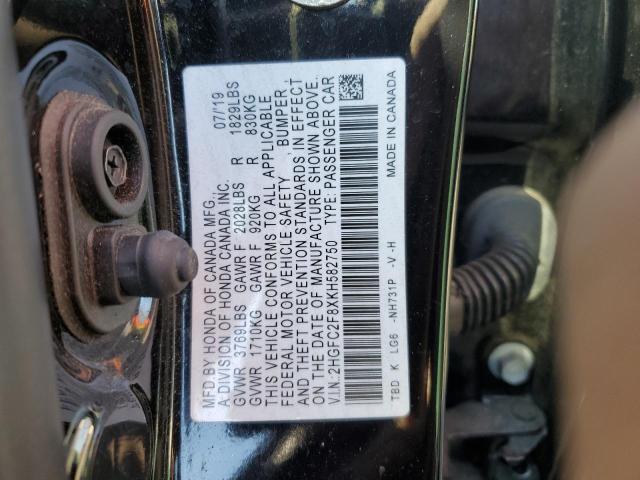 MFD.BY HONDA OF CANADA MFG. 07/19
A DIVISION OF HONDA CANADA INC.
GVWR 3769LBS GAWR F 2028LBS R 1829LBS
GVWR 1710KG GAWR F 920KG R 830KG
THIS VEHICLE CONFORMS TO ALL APPLICABLE
FEDERAL MOTOR VEHICLE SAFETY BUMPER
AND THEFT PREVENTION STANDARDS IN EFFECT
ON THE DATE OF MANUFACTURE SHOWN ABOVE.
V.I.N.:2HGFC2F8XKH582750 TYPE: PASSENGER CAR
TBD K LG6 -NH731P -V -H MADE IN CANADA